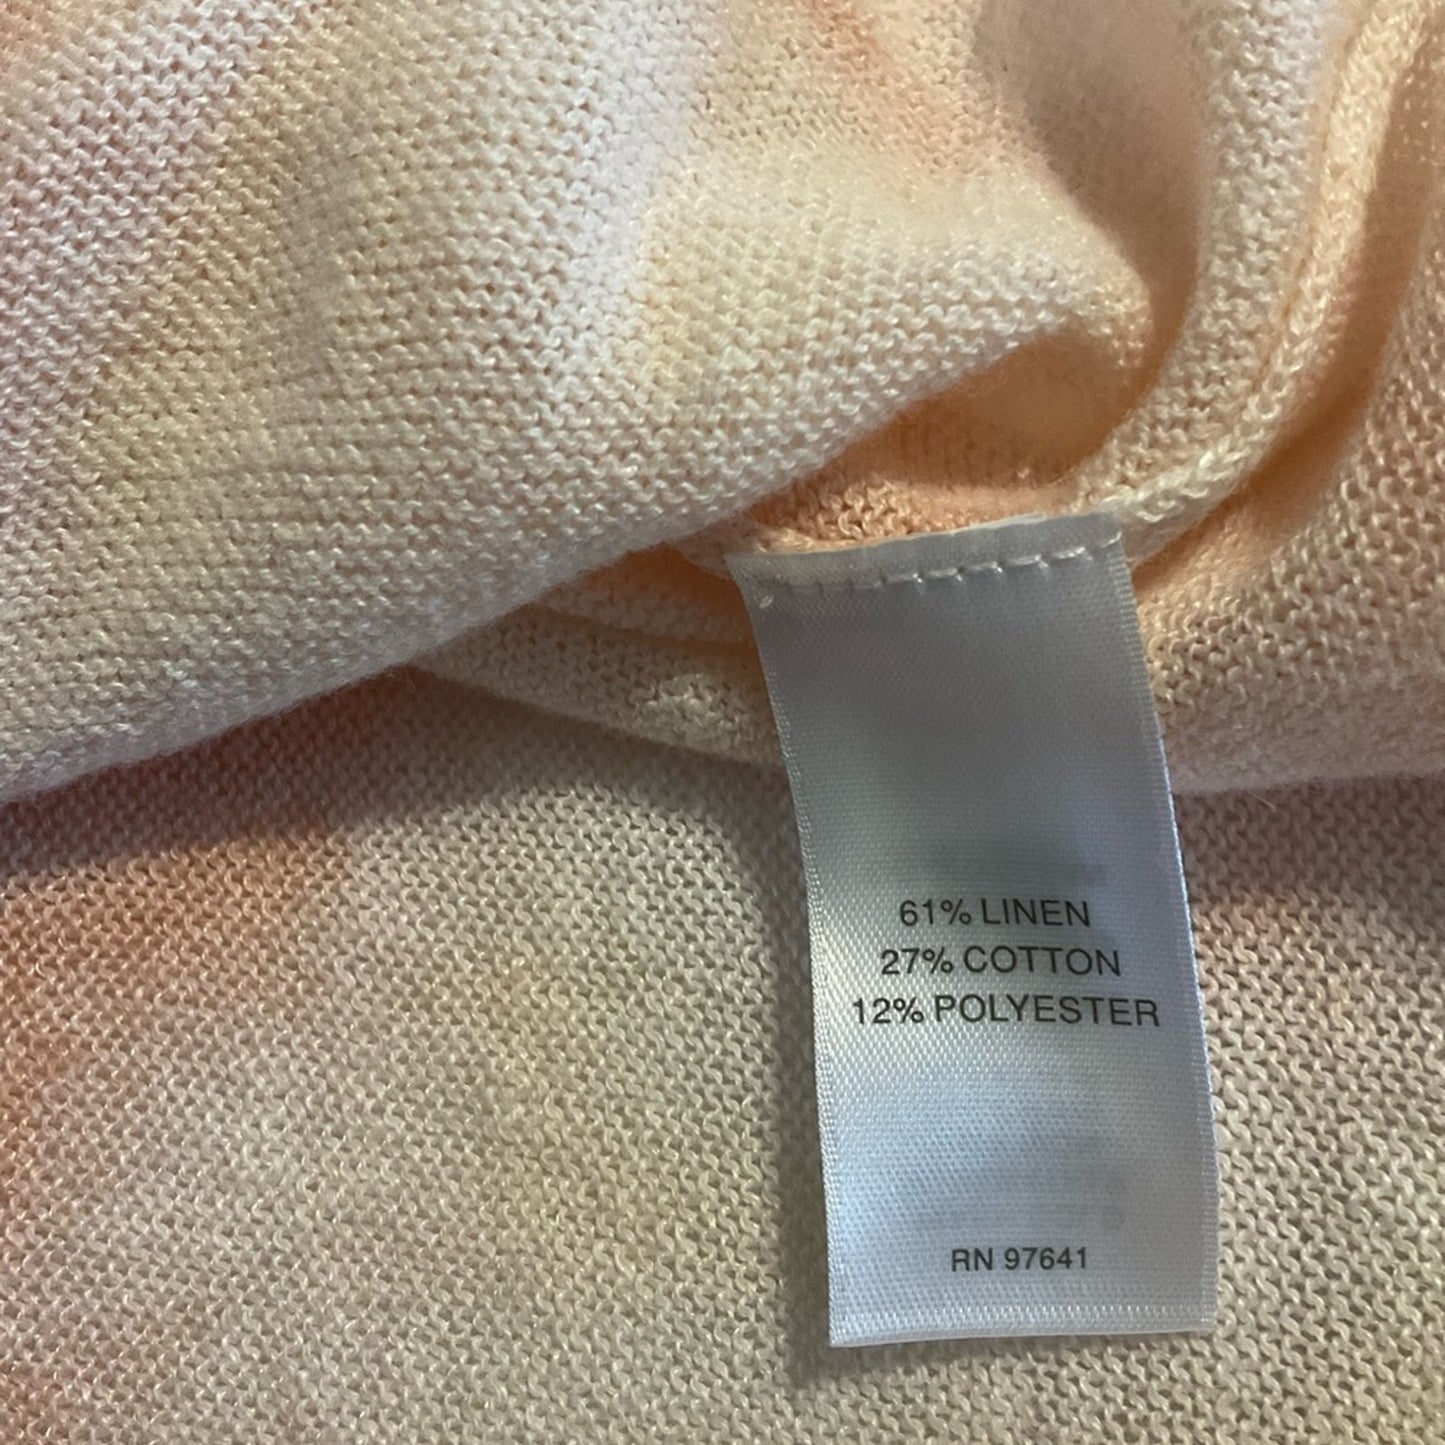 61% LINEN
27% COTTON
12% POLYESTER
RN 97641